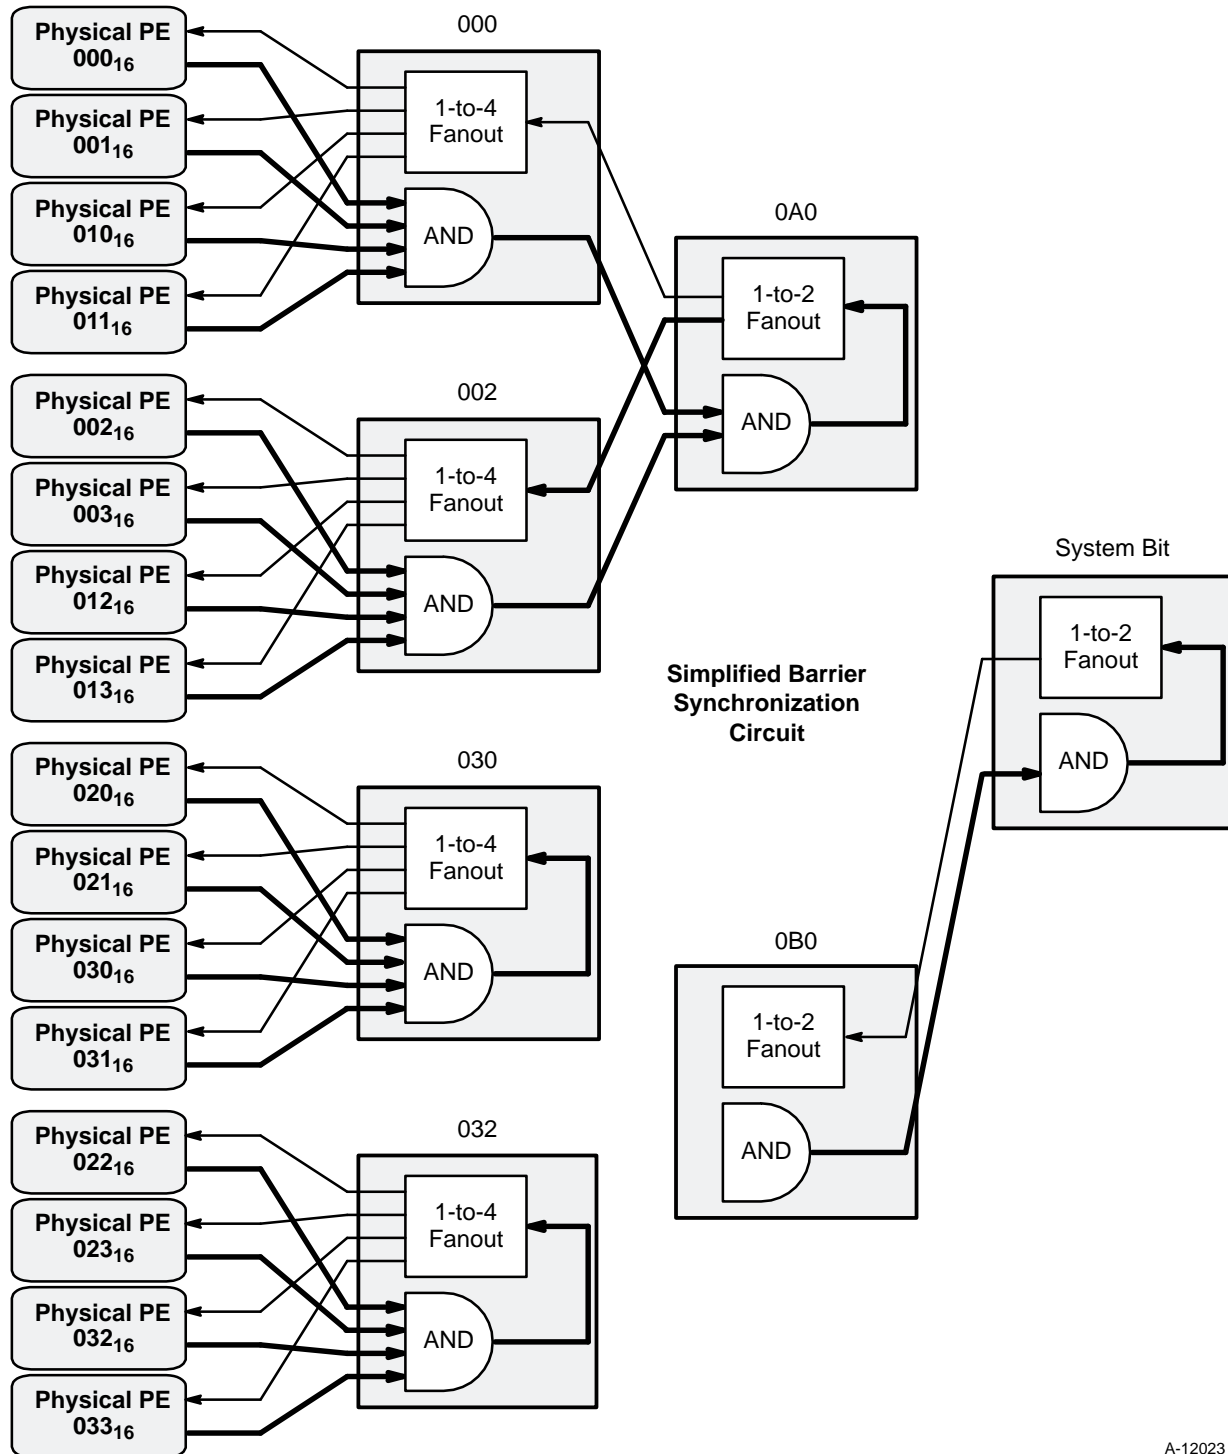 000
Physical PE
000₁₆
Physical PE
001₁₆
Physical PE
010₁₆
Physical PE
011₁₆
1-to-4
Fanout
AND
0A0
1-to-2
Fanout
AND
002
Physical PE
002₁₆
Physical PE
003₁₆
Physical PE
012₁₆
Physical PE
013₁₆
1-to-4
Fanout
AND
System Bit
1-to-2
Fanout
AND
Simplified Barrier
Synchronization
Circuit
030
Physical PE
020₁₆
Physical PE
021₁₆
Physical PE
030₁₆
Physical PE
031₁₆
1-to-4
Fanout
AND
0B0
1-to-2
Fanout
AND
032
Physical PE
022₁₆
Physical PE
023₁₆
Physical PE
032₁₆
Physical PE
033₁₆
1-to-4
Fanout
AND
A-12023